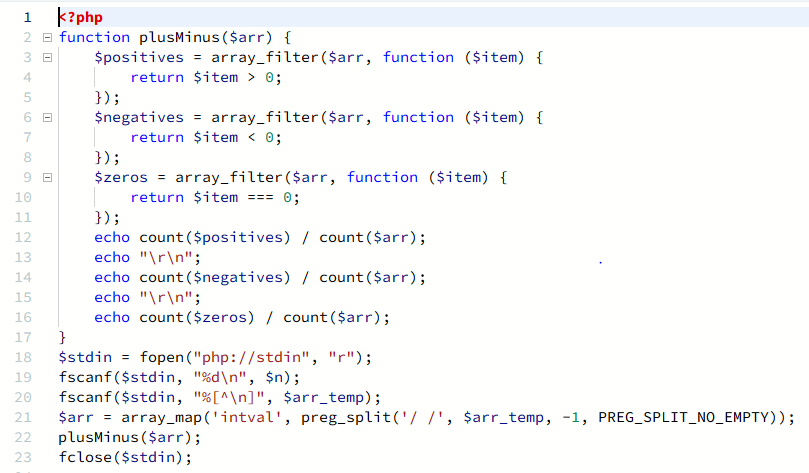 1 <?php
2 function plusMinus($arr) {
3     $positives = array_filter($arr, function ($item) {
4         return $item > 0;
5     });
6     $negatives = array_filter($arr, function ($item) {
7         return $item < 0;
8     });
9     $zeros = array_filter($arr, function ($item) {
10         return $item === 0;
11     });
12     echo count($positives) / count($arr);
13     echo "\r\n";
14     echo count($negatives) / count($arr);
15     echo "\r\n";
16     echo count($zeros) / count($arr);
17 }
18 $stdin = fopen("php://stdin", "r");
19 fscanf($stdin, "%d\n", $n);
20 fscanf($stdin, "%[^\n]", $arr_temp);
21 $arr = array_map('intval', preg_split('/ /', $arr_temp, -1, PREG_SPLIT_NO_EMPTY));
22 plusMinus($arr);
23 fclose($stdin);